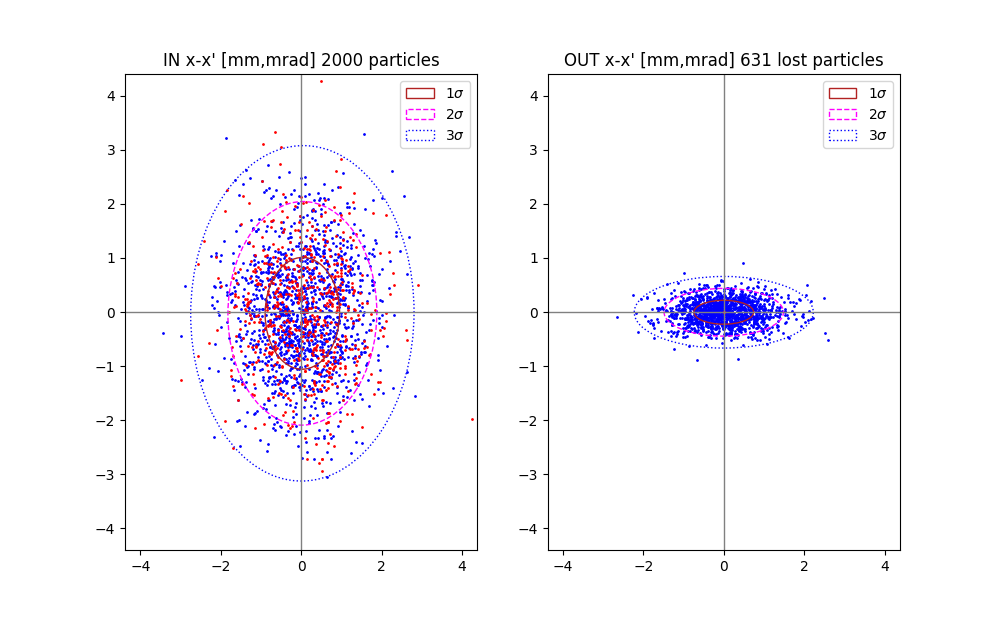 IN x-x' [mm,mrad] 2000 particles
1σ
2σ
3σ
4
3
2
1
0
−1
−2
−3
−4
−4 −2 0 2 4
OUT x-x' [mm,mrad] 631 lost particles
1σ
2σ
3σ
4
3
2
1
0
−1
−2
−3
−4
−4 −2 0 2 4